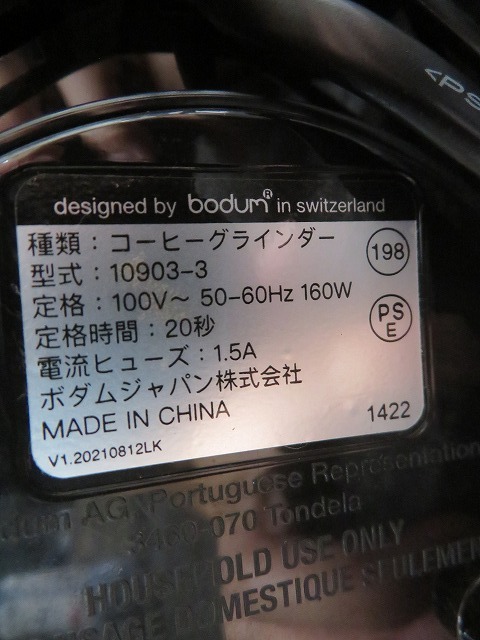 <PS
designed by bodum® in switzerland
種類：コーヒーグラインダー
198
型式：10903-3
定格：100V～ 50-60Hz 160W
PS
E
定格時間：20秒
電流ヒューズ：1.5A
ボダムジャパン株式会社
MADE IN CHINA
1422
V1.20210812LK
AG, Portuguese Representation
070 Tondela
HOUSEHOLD USE ONLY
DOMESTIQUE